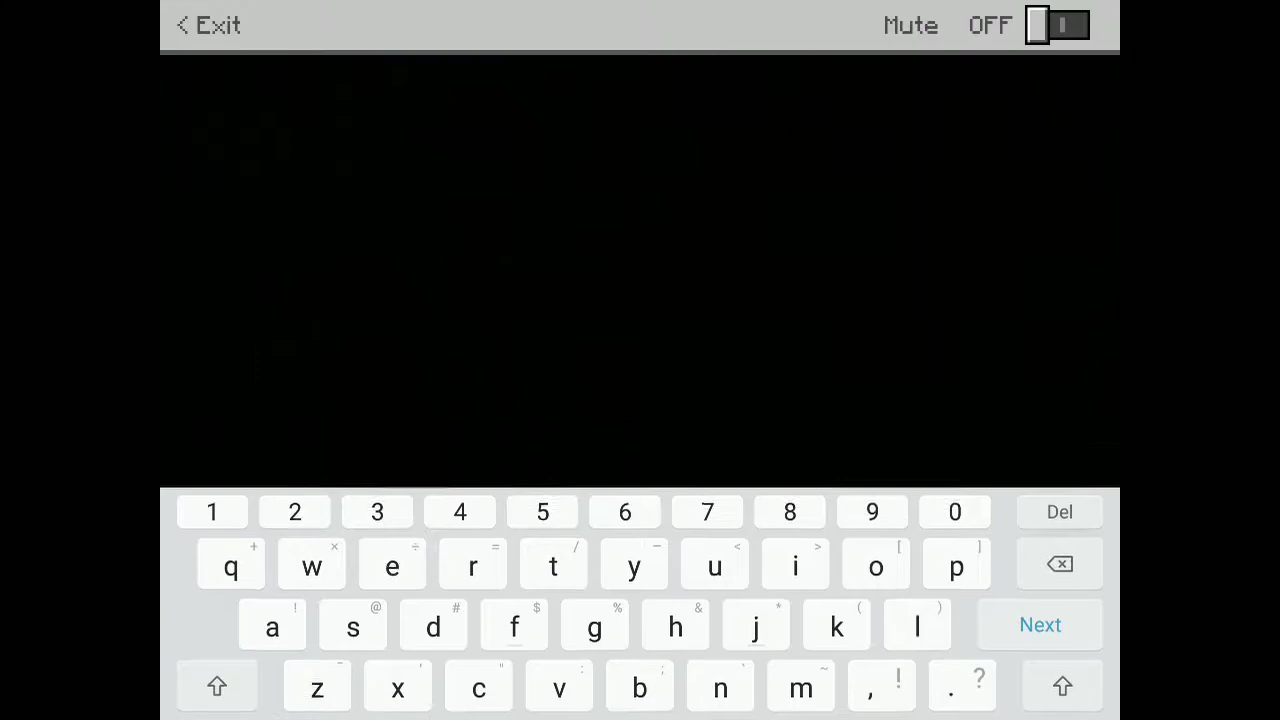 < Exit Mute OFF
1 2 3 4 5 6 7 8 9 0 Del
+ × ÷ = / − < > [ ]
q w e r t y u i o p
! @ # $ % & * ( )
a s d f g h j k l Next
- ' " : ; ` ~ ! ?
z x c v b n m , .